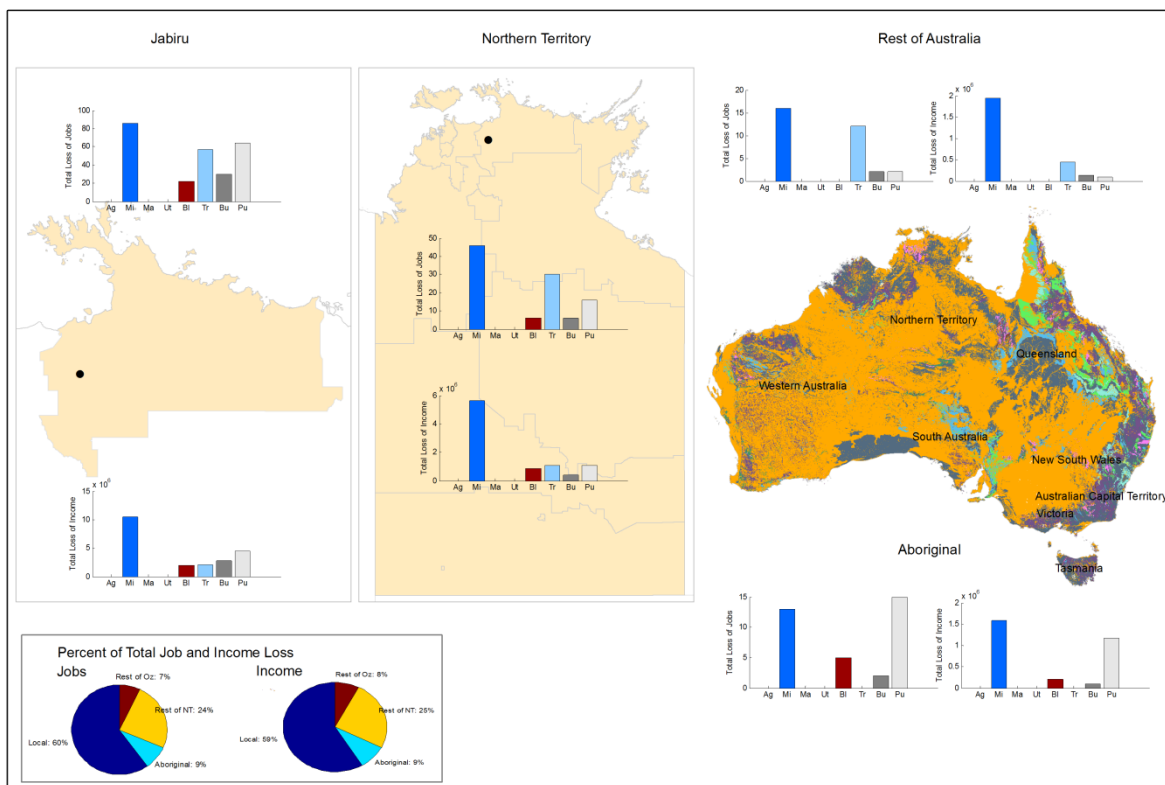 Jabiru
Northern Territory
Rest of Australia
100
80
60
40
20
0
Total Loss of Jobs
Ag Mi Ma Ut Bl Tr Bu Pu
15
x 10⁶
10
5
0
Total Loss of Income
Ag Mi Ma Ut Bl Tr Bu Pu
50
40
30
20
10
0
Total Loss of Jobs
Ag Mi Ma Ut Bl Tr Bu Pu
6
x 10⁶
4
2
0
Total Loss of Income
Ag Mi Ma Ut Bl Tr Bu Pu
20
15
10
5
0
Total Loss of Jobs
Ag Mi Ma Ut Bl Tr Bu Pu
2
x 10⁶
1.5
1
0.5
0
Total Loss of Income
Ag Mi Ma Ut Bl Tr Bu Pu
Northern Territory
Queensland
Western Australia
South Australia
New South Wales
Australian Capital Territory
Victoria
Tasmania
Aboriginal
15
10
5
0
Total Loss of Jobs
Ag Mi Ma Ut Bl Tr Bu Pu
2
x 10⁶
1.5
1
0.5
0
Total Loss of Income
Ag Mi Ma Ut Bl Tr Bu Pu
Percent of Total Job and Income Loss
Jobs
Rest of Oz: 7%
Rest of NT: 24%
Local: 60%
Aboriginal: 9%
Income
Rest of Oz: 8%
Rest of NT: 25%
Local: 59%
Aboriginal: 9%